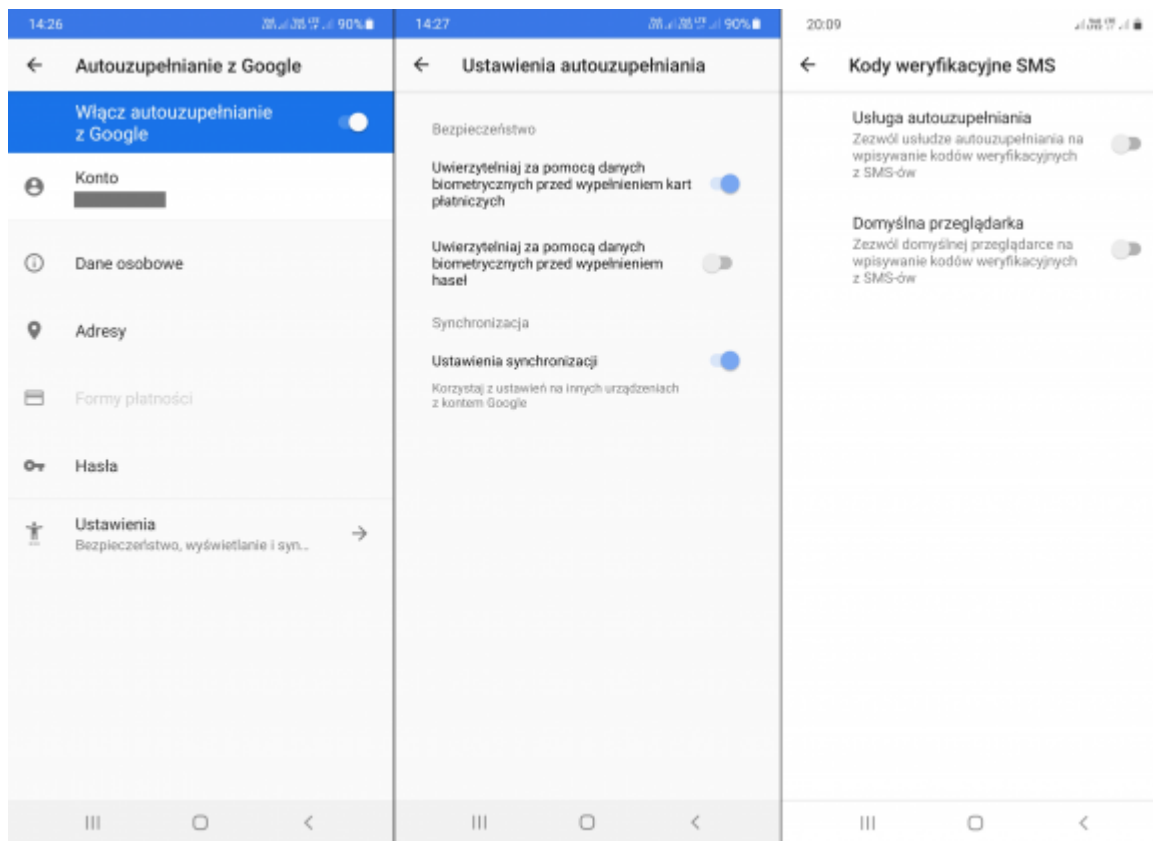 14:26
90%
Autouzupełnianie z Google
Włącz autouzupełnianie
z Google
Konto
Dane osobowe
Adresy
Formy płatności
Hasła
Ustawienia
Bezpieczeństwo, wyświetlanie i syn...
14:27
90%
Ustawienia autouzupełniania
Bezpieczeństwo
Uwierzytelniaj za pomocą danych
biometrycznych przed wypełnieniem kart
płatniczych
Uwierzytelniaj za pomocą danych
biometrycznych przed wypełnieniem
haseł
Synchronizacja
Ustawienia synchronizacji
Korzystaj z ustawień na innych urządzeniach
z kontem Google
20:09
Kody weryfikacyjne SMS
Usługa autouzupełniania
Zezwól usłudze autouzupełniania na
wpisywanie kodów weryfikacyjnych
z SMS-ów
Domyślna przeglądarka
Zezwól domyślnej przeglądarce na
wpisywanie kodów weryfikacyjnych
z SMS-ów